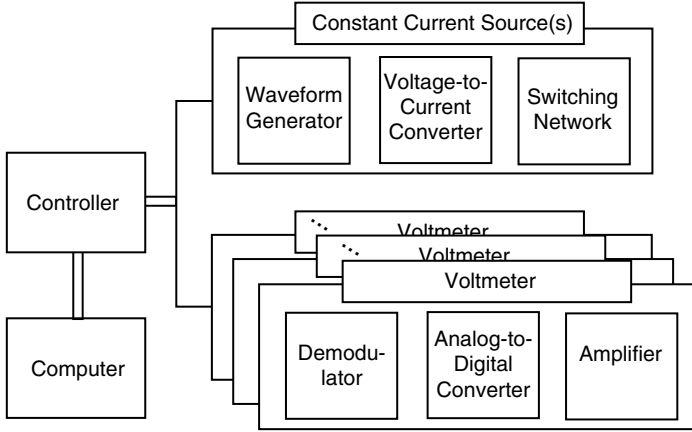 Constant Current Source(s)
Waveform
Generator
Voltage-to-
Current
Converter
Switching
Network
Controller
Computer
Voltmeter
Voltmeter
Voltmeter
Demodu-
lator
Analog-to-
Digital
Converter
Amplifier